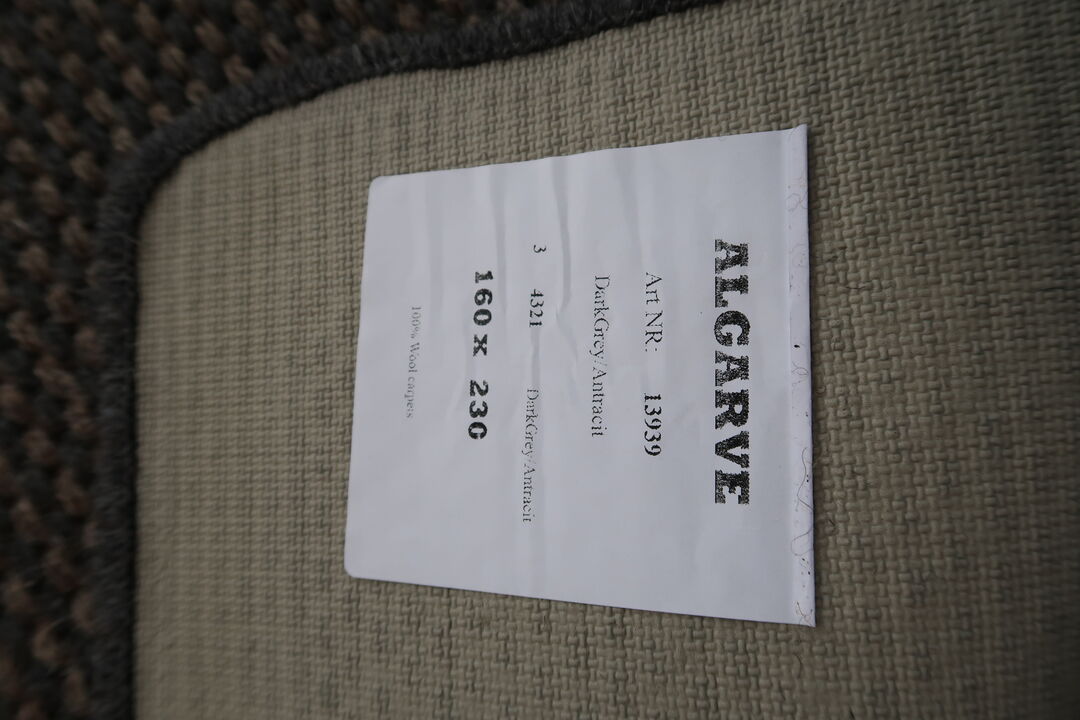 ALGARVE
Art NR: 13939
DarkGrey/Antracit
3 4321 DarkGrey/Antracit
160 x 230
100% Wool carpets